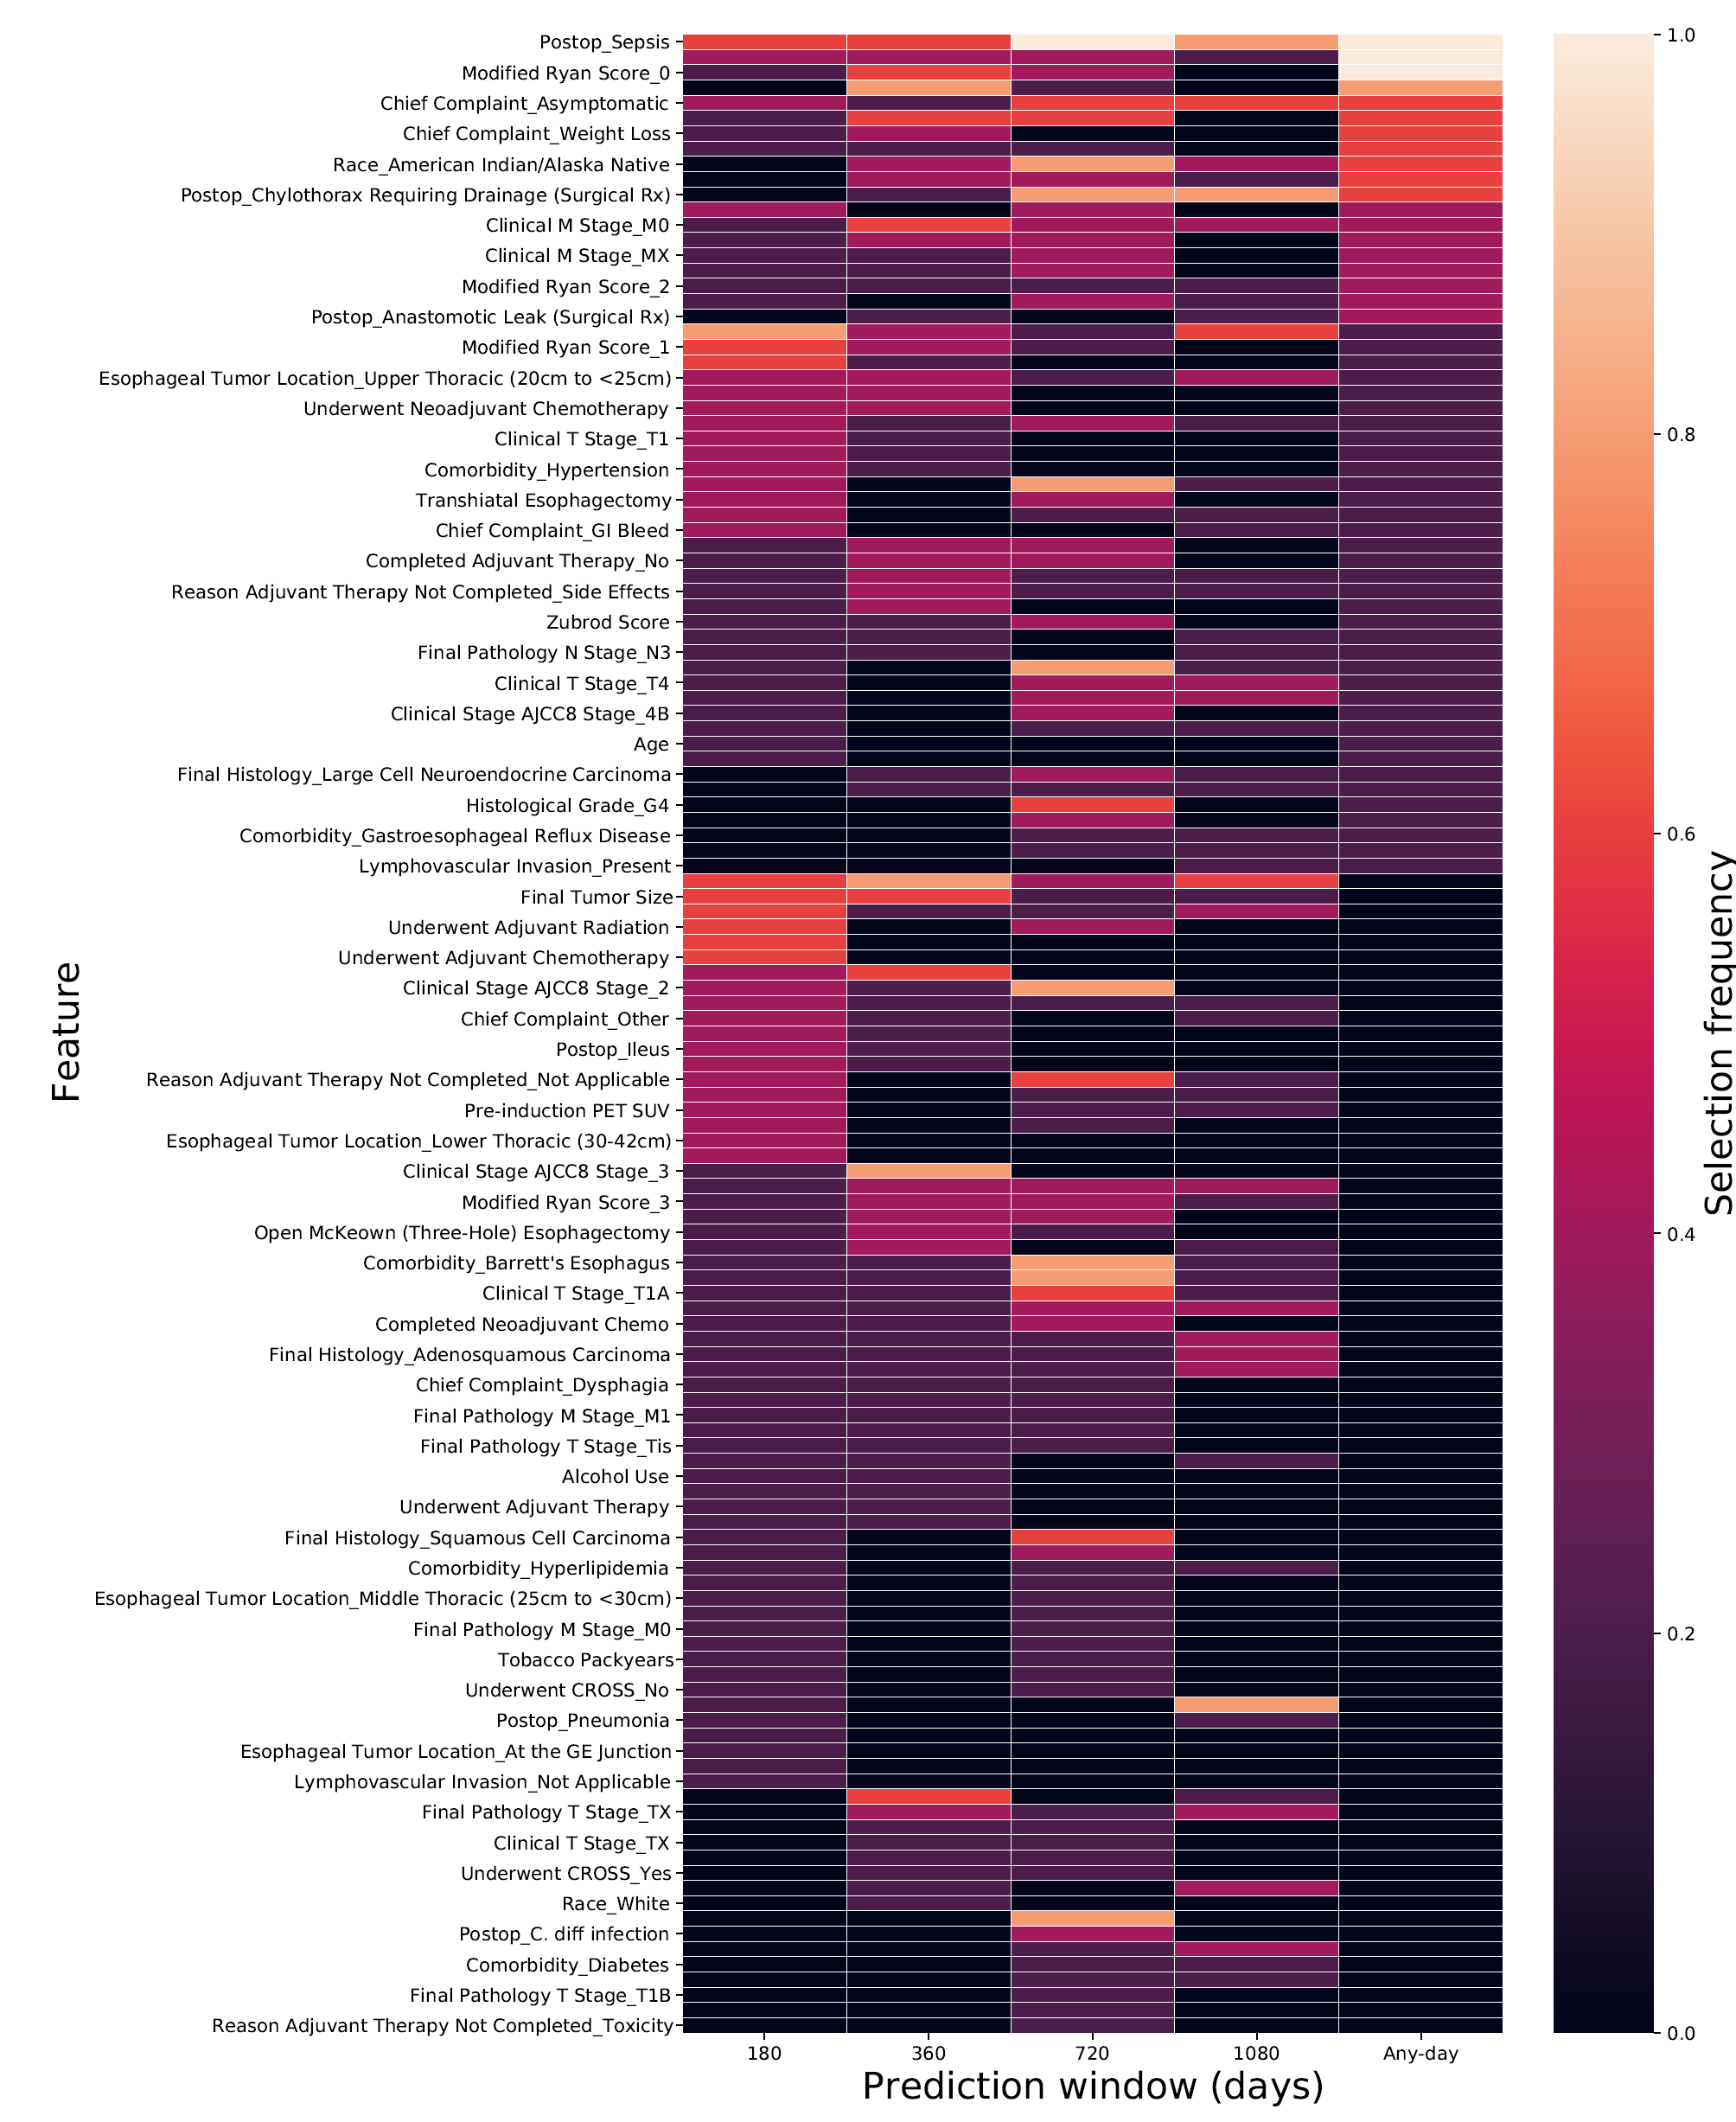 Postop_Sepsis
Modified Ryan Score_0
Chief Complaint_Asymptomatic
Chief Complaint_Weight Loss
Race_American Indian/Alaska Native
Postop_Chylothorax Requiring Drainage (Surgical Rx)
Clinical M Stage_M0
Clinical M Stage_MX
Modified Ryan Score_2
Postop_Anastomotic Leak (Surgical Rx)
Modified Ryan Score_1
Esophageal Tumor Location_Upper Thoracic (20cm to <25cm)
Underwent Neoadjuvant Chemotherapy
Clinical T Stage_T1
Comorbidity_Hypertension
Transhiatal Esophagectomy
Chief Complaint_GI Bleed
Completed Adjuvant Therapy_No
Reason Adjuvant Therapy Not Completed_Side Effects
Zubrod Score
Final Pathology N Stage_N3
Clinical T Stage_T4
Clinical Stage AJCC8 Stage_4B
Age
Final Histology_Large Cell Neuroendocrine Carcinoma
Histological Grade_G4
Comorbidity_Gastroesophageal Reflux Disease
Lymphovascular Invasion_Present
Final Tumor Size
Underwent Adjuvant Radiation
Underwent Adjuvant Chemotherapy
Clinical Stage AJCC8 Stage_2
Chief Complaint_Other
Postop_Ileus
Reason Adjuvant Therapy Not Completed_Not Applicable
Pre-induction PET SUV
Esophageal Tumor Location_Lower Thoracic (30-42cm)
Clinical Stage AJCC8 Stage_3
Modified Ryan Score_3
Open McKeown (Three-Hole) Esophagectomy
Comorbidity_Barrett's Esophagus
Clinical T Stage_T1A
Completed Neoadjuvant Chemo
Final Histology_Adenosquamous Carcinoma
Chief Complaint_Dysphagia
Final Pathology M Stage_M1
Final Pathology T Stage_Tis
Alcohol Use
Underwent Adjuvant Therapy
Final Histology_Squamous Cell Carcinoma
Comorbidity_Hyperlipidemia
Esophageal Tumor Location_Middle Thoracic (25cm to <30cm)
Final Pathology M Stage_M0
Tobacco Packyears
Underwent CROSS_No
Postop_Pneumonia
Esophageal Tumor Location_At the GE Junction
Lymphovascular Invasion_Not Applicable
Final Pathology T Stage_TX
Clinical T Stage_TX
Underwent CROSS_Yes
Race_White
Postop_C. diff infection
Comorbidity_Diabetes
Final Pathology T Stage_T1B
Reason Adjuvant Therapy Not Completed_Toxicity
Feature
180 360 720 1080 Any-day
Prediction window (days)
1.0
0.8
0.6
0.4
0.2
0.0
Selection frequency